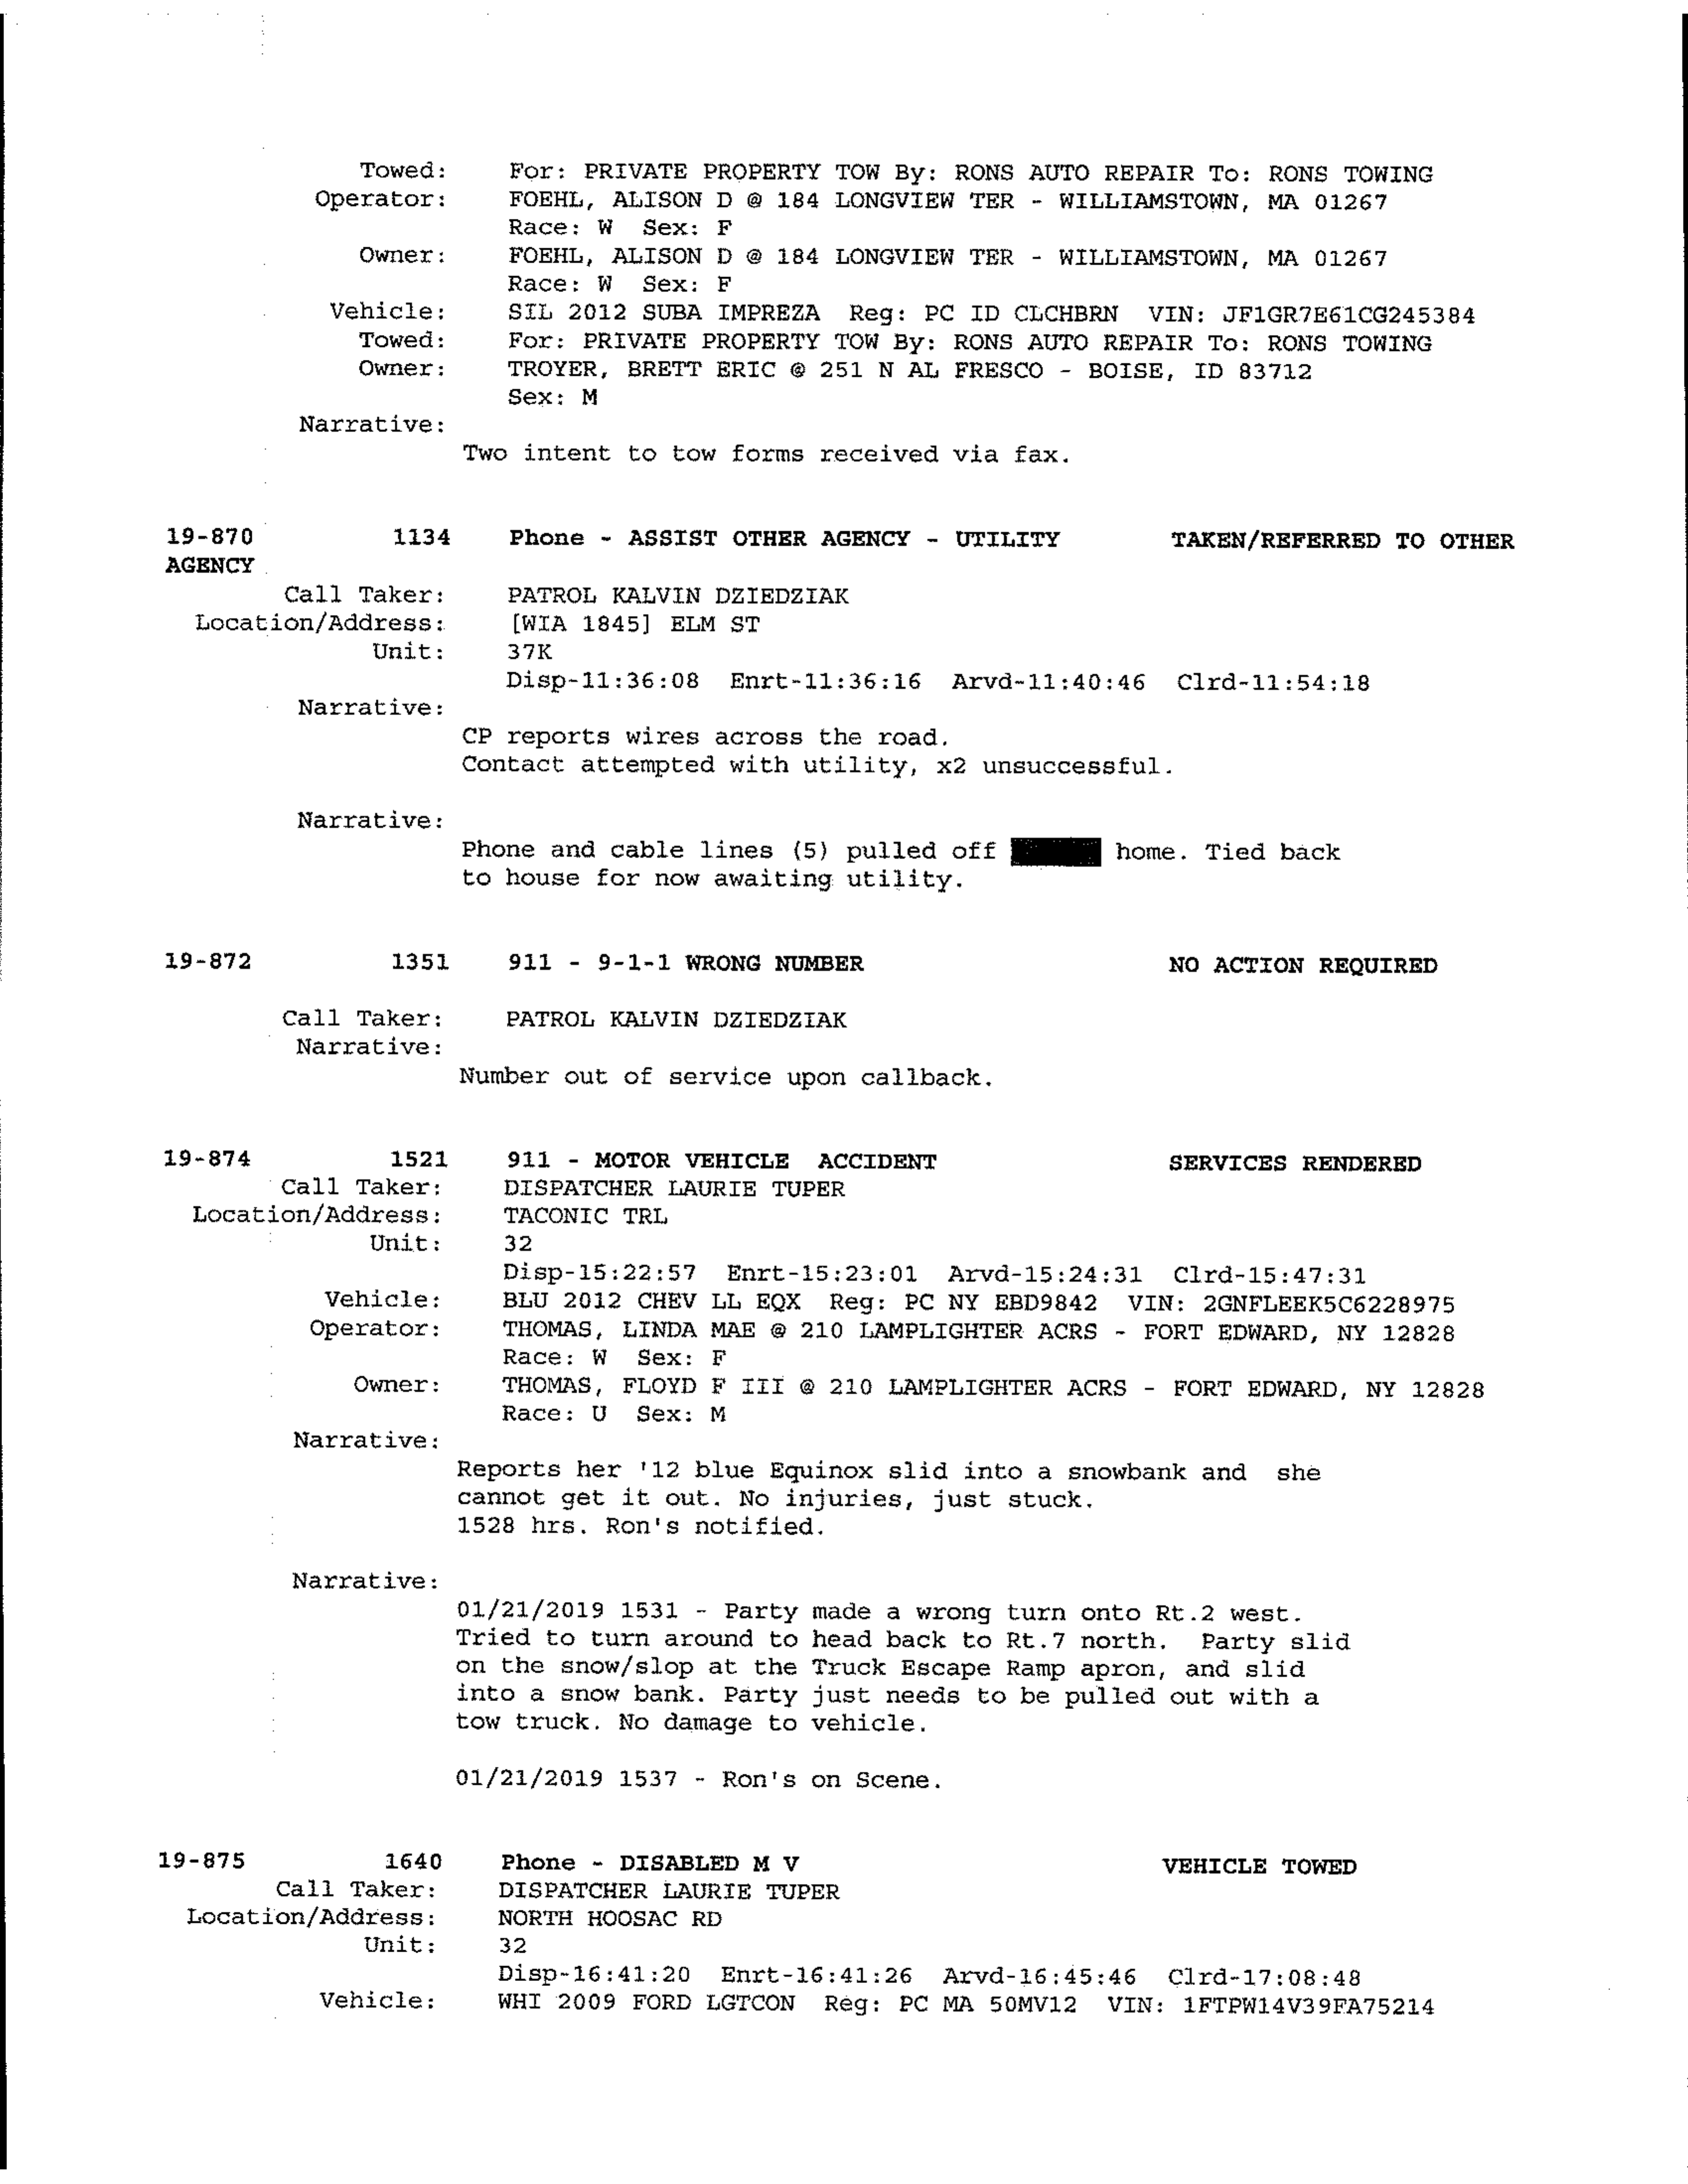 Towed: For: PRIVATE PROPERTY TOW By: RONS AUTO REPAIR To: RONS TOWING
Operator: FOEHL, ALISON D @ 184 LONGVIEW TER - WILLIAMSTOWN, MA 01267
Race: W Sex: F
Owner: FOEHL, ALISON D @ 184 LONGVIEW TER - WILLIAMSTOWN, MA 01267
Race: W Sex: F
Vehicle: SIL 2012 SUBA IMPREZA Reg: PC ID CLCHBRN VIN: JF1GR7E61CG245384
Towed: For: PRIVATE PROPERTY TOW By: RONS AUTO REPAIR To: RONS TOWING
Owner: TROYER, BRETT ERIC @ 251 N AL FRESCO - BOISE, ID 83712
Sex: M
Narrative:
Two intent to tow forms received via fax.
19-870 1134 Phone - ASSIST OTHER AGENCY - UTILITY TAKEN/REFERRED TO OTHER
AGENCY
Call Taker: PATROL KALVIN DZIEDZIAK
Location/Address: [WIA 1845] ELM ST
Unit: 37K
Disp-11:36:08 Enrt-11:36:16 Arvd-11:40:46 Clrd-11:54:18
Narrative:
CP reports wires across the road.
Contact attempted with utility, x2 unsuccessful.
Narrative:
Phone and cable lines (5) pulled off home. Tied back
to house for now awaiting utility.
19-872 1351 911 - 9-1-1 WRONG NUMBER NO ACTION REQUIRED
Call Taker: PATROL KALVIN DZIEDZIAK
Narrative:
Number out of service upon callback.
19-874 1521 911 - MOTOR VEHICLE ACCIDENT SERVICES RENDERED
Call Taker: DISPATCHER LAURIE TUPER
Location/Address: TACONIC TRL
Unit: 32
Disp-15:22:57 Enrt-15:23:01 Arvd-15:24:31 Clrd-15:47:31
Vehicle: BLU 2012 CHEV LL EQX Reg: PC NY EBD9842 VIN: 2GNFLEEK5C6228975
Operator: THOMAS, LINDA MAE @ 210 LAMPLIGHTER ACRS - FORT EDWARD, NY 12828
Race: W Sex: F
Owner: THOMAS, FLOYD F III @ 210 LAMPLIGHTER ACRS - FORT EDWARD, NY 12828
Race: U Sex: M
Narrative:
Reports her '12 blue Equinox slid into a snowbank and she
cannot get it out. No injuries, just stuck.
1528 hrs. Ron's notified.
Narrative:
01/21/2019 1531 - Party made a wrong turn onto Rt.2 west.
Tried to turn around to head back to Rt.7 north. Party slid
on the snow/slop at the Truck Escape Ramp apron, and slid
into a snow bank. Party just needs to be pulled out with a
tow truck. No damage to vehicle.
01/21/2019 1537 - Ron's on Scene.
19-875 1640 Phone - DISABLED M V VEHICLE TOWED
Call Taker: DISPATCHER LAURIE TUPER
Location/Address: NORTH HOOSAC RD
Unit: 32
Disp-16:41:20 Enrt-16:41:26 Arvd-16:45:46 Clrd-17:08:48
Vehicle: WHI 2009 FORD LGTCON Reg: PC MA 50MV12 VIN: 1FTPW14V39FA75214